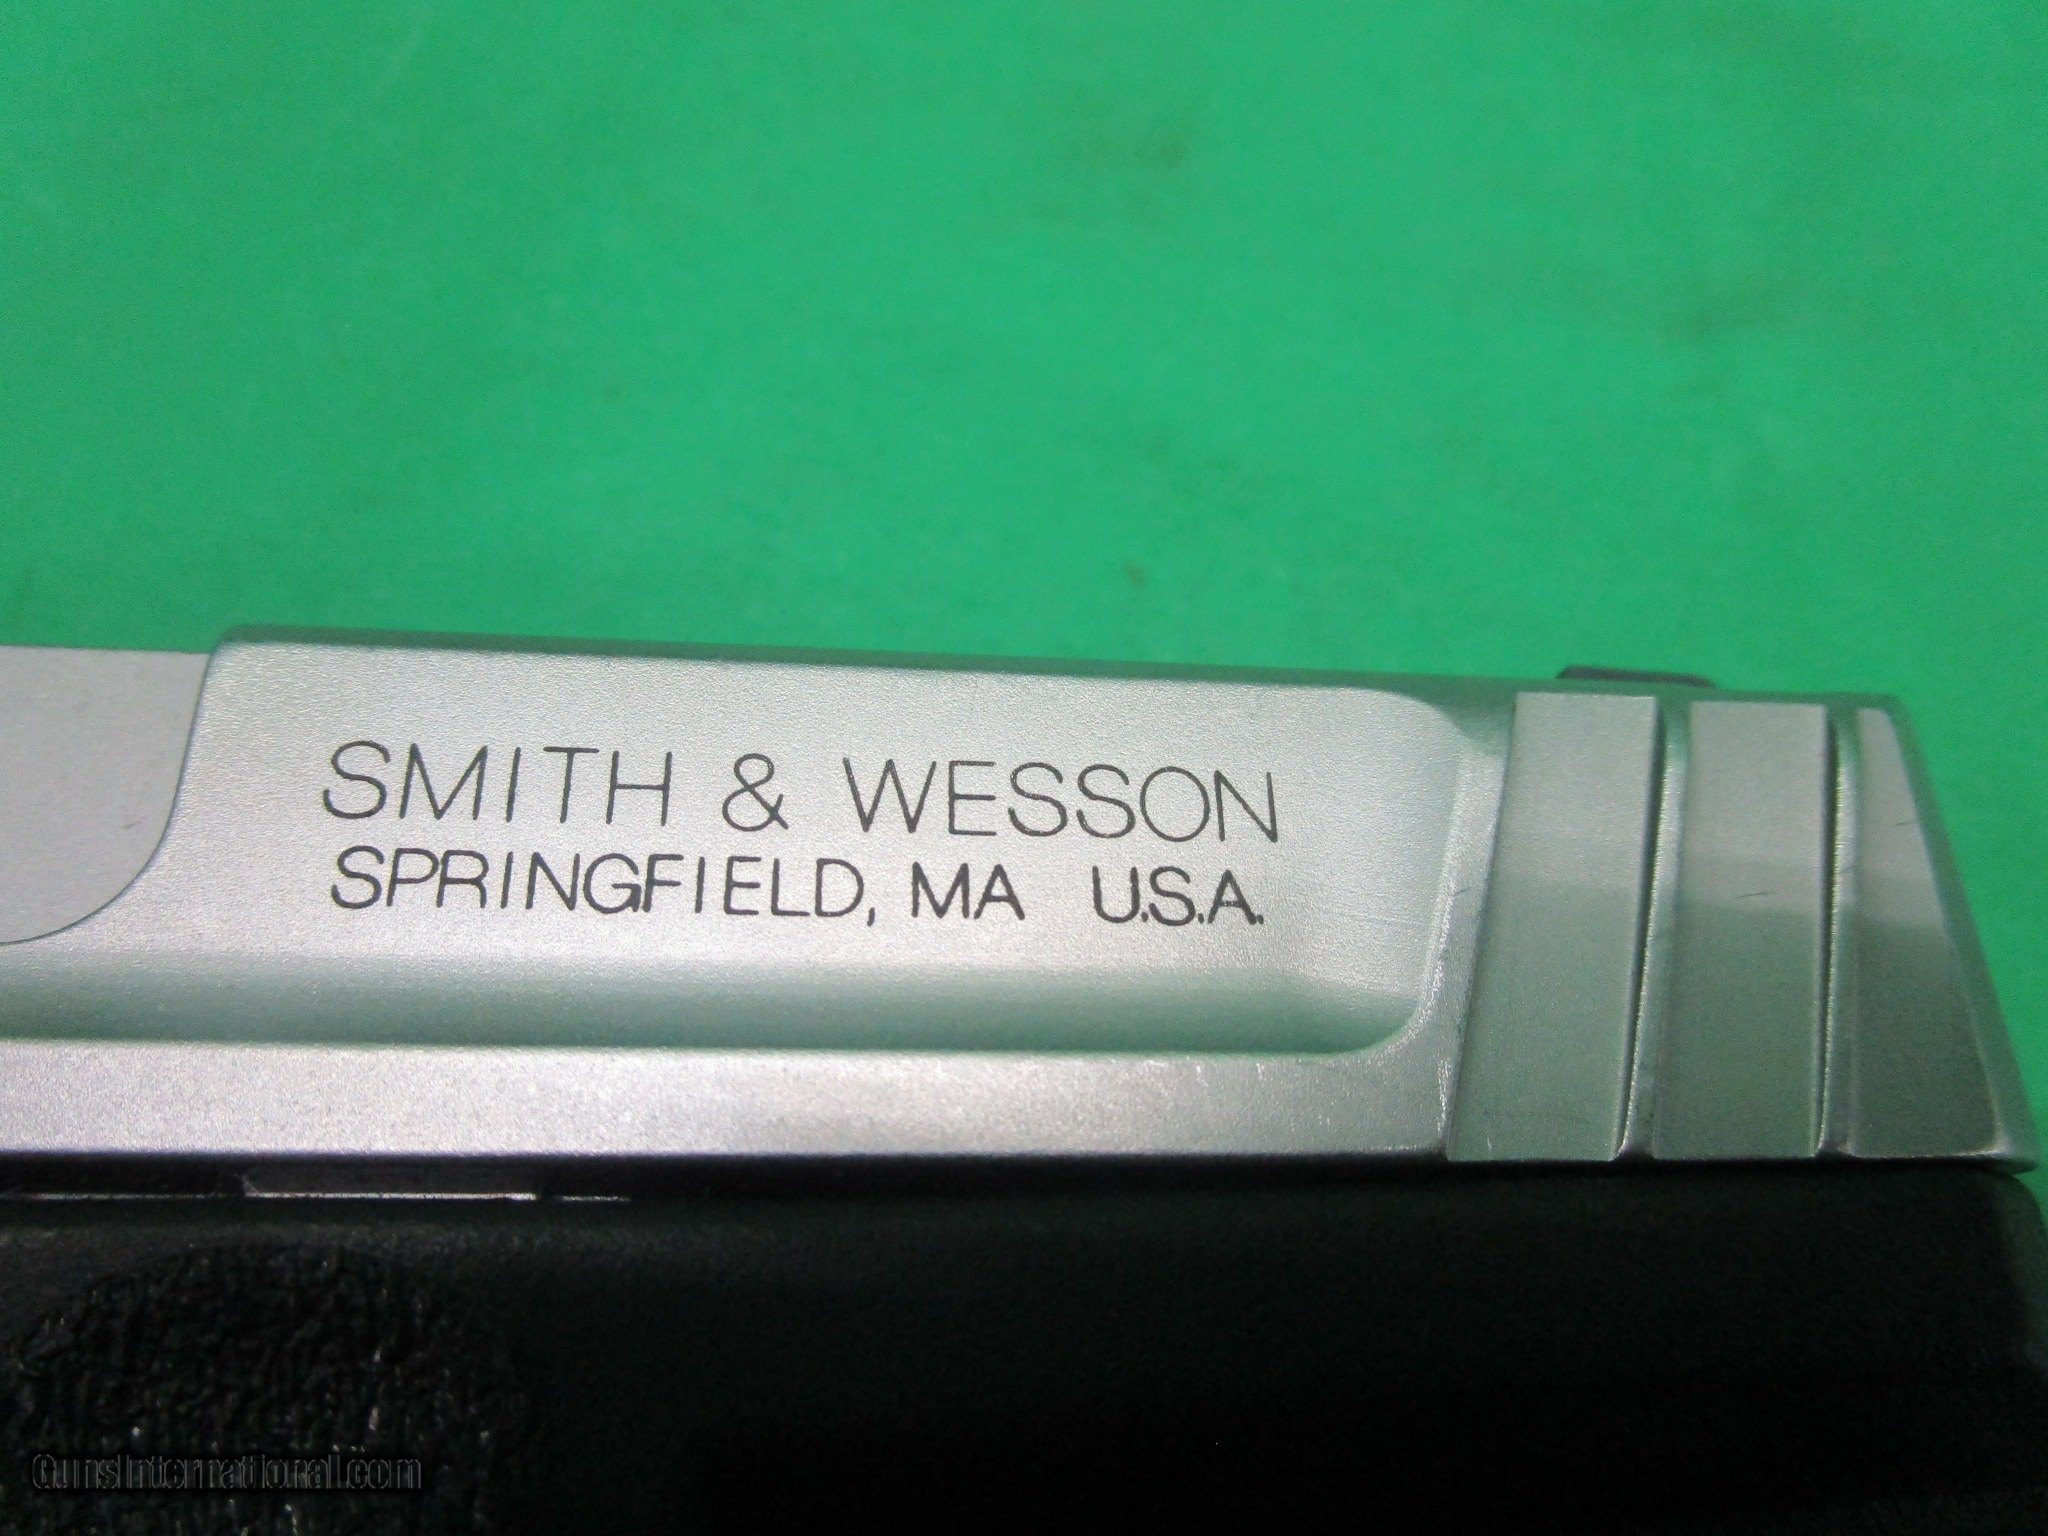 SMITH & WESSON
SPRINGFIELD, MA U.S.A.
GunsInternational.com